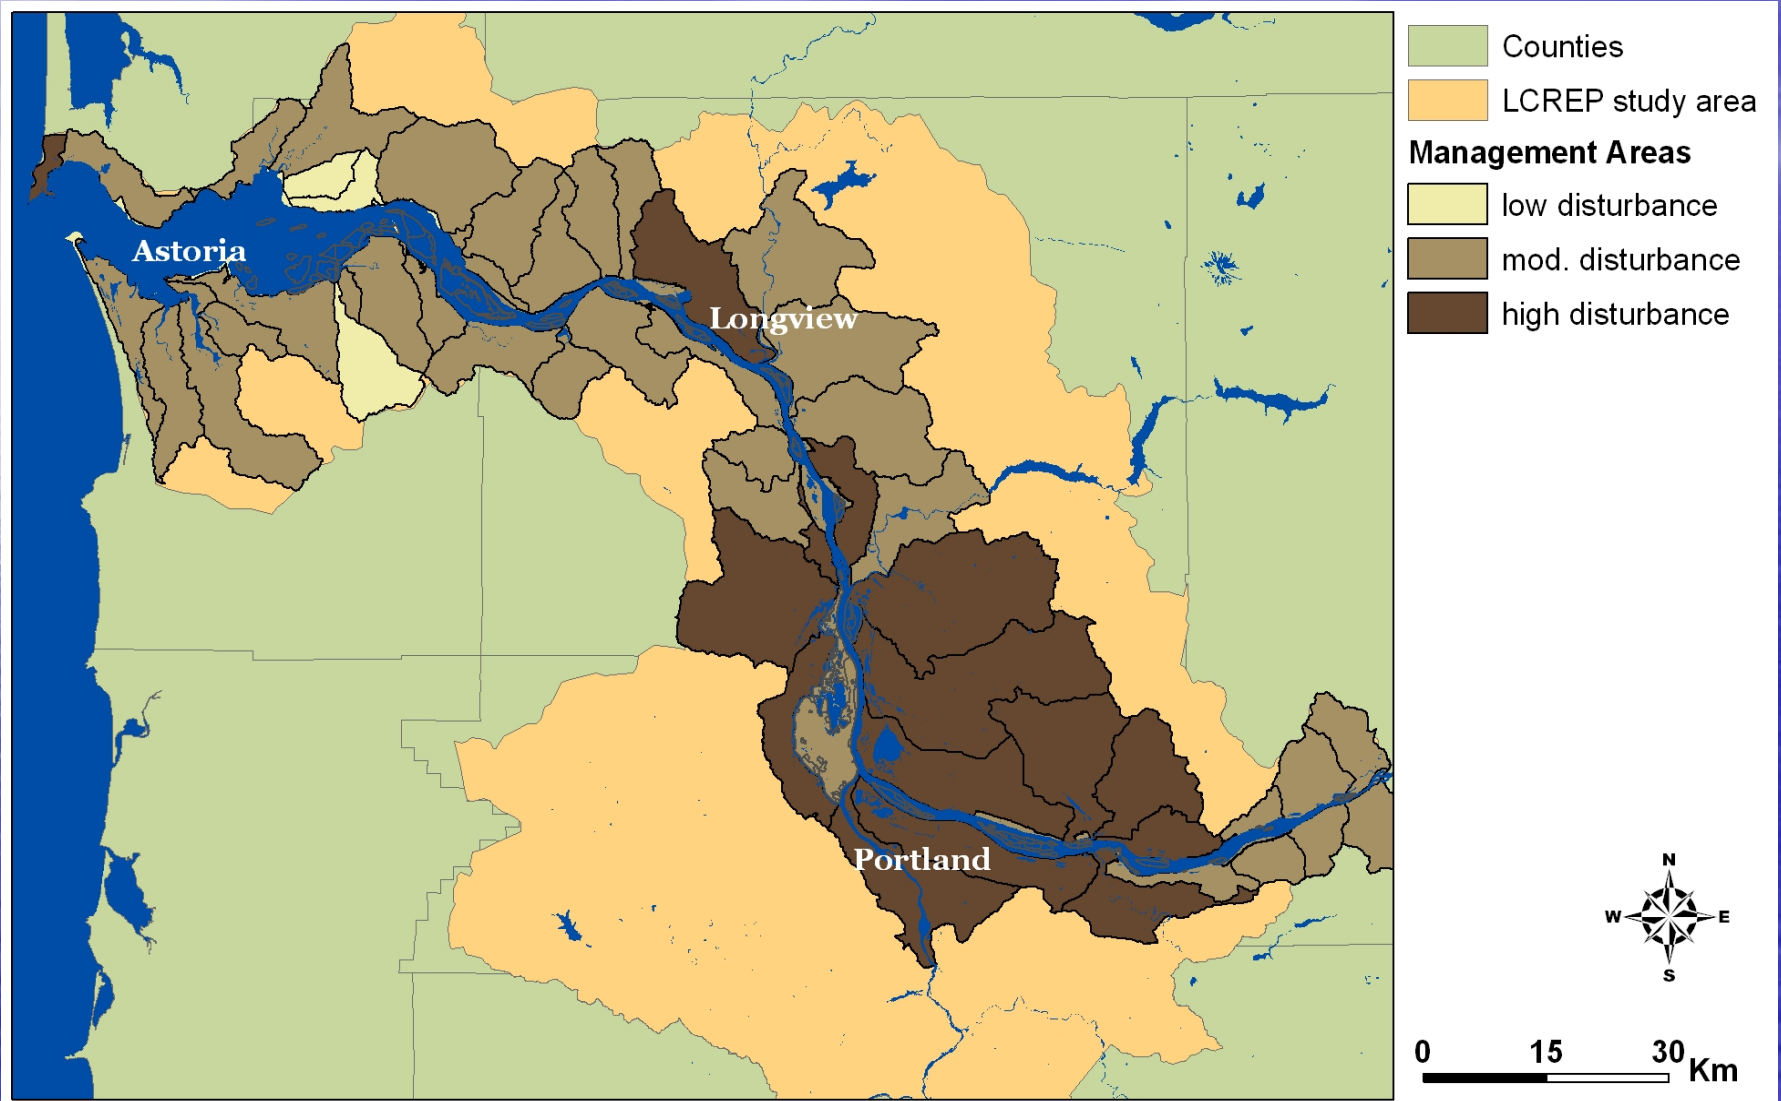 Counties
LCREP study area
Management Areas
low disturbance
mod. disturbance
high disturbance
Astoria
Longview
Portland
N
W E
S
0 15 30 Km